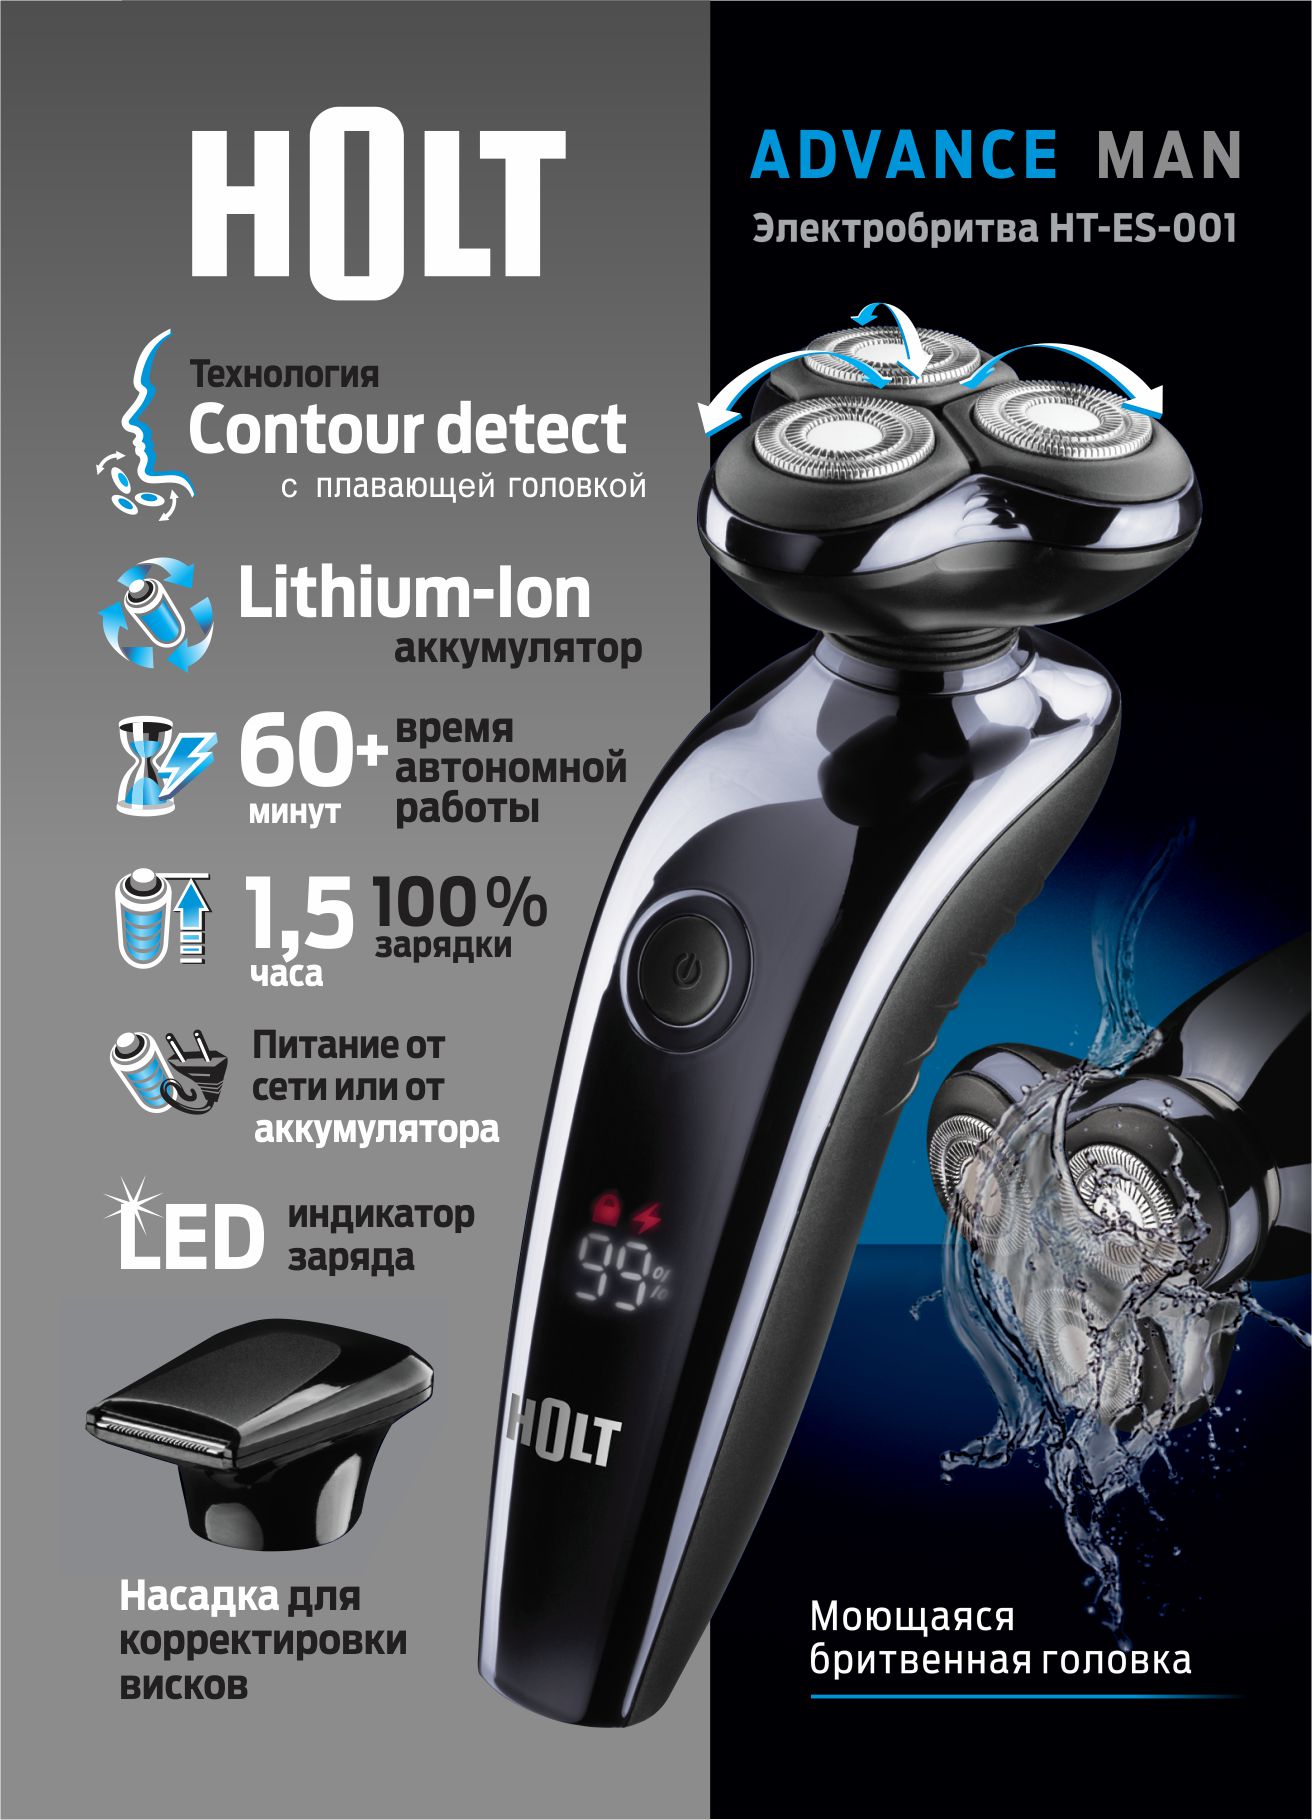 HOLT
ADVANCE MAN
Электробритва HT-ES-001
Технология
Contour detect
с плавающей головкой
Lithium-Ion
аккумулятор
60+
минут
время
автономной
работы
1,5
часа
100%
зарядки
Питание от
сети или от
аккумулятора
LED
индикатор
заряда
99%
HOLT
Насадка для
корректировки
висков
Моющаяся
бритвенная головка